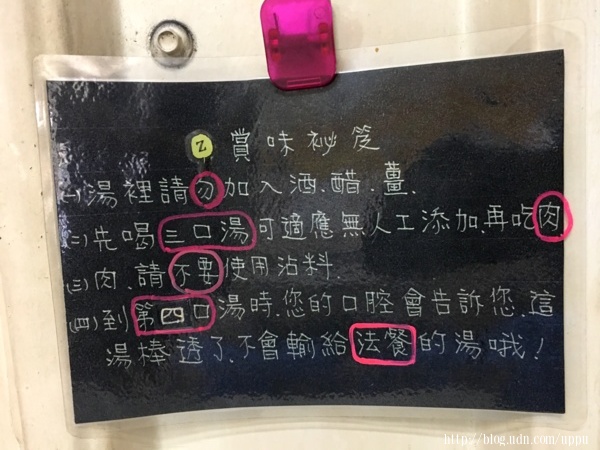 Z 賞味祕笈
(一)湯裡請勿加入酒.醋.薑.
(二)先喝三口湯可適應無人工添加.再吃肉
(三)肉.請不要使用沾料.
(四)到第四口湯時.您的口腔會告訴您.這
湯棒透了.不會輸給法餐的湯哦!
http://blog.udn.com/uppu